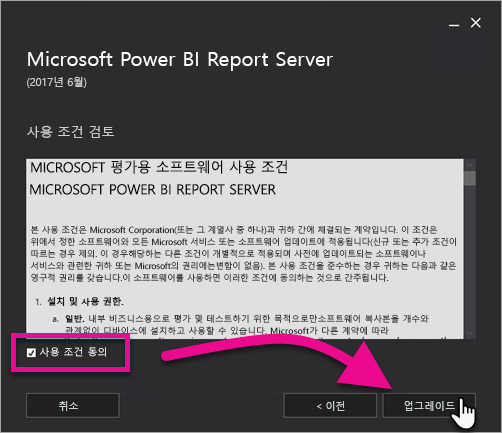 Microsoft Power BI Report Server
(2017년 6월)
사용 조건 검토
MICROSOFT 평가용 소프트웨어 사용 조건
MICROSOFT POWER BI REPORT SERVER
본 사용 조건은 Microsoft Corporation(또는 그 계열사 중 하나)과 귀하 간에 체결되는 계약입니다. 이 조건은
위에서 정한 소프트웨어와 모든 Microsoft 서비스 또는 소프트웨어 업데이트에 적용됩니다(신규 또는 추가 조건이
따르는 경우 제외. 이 경우해당하는 다른 조건이 개별적으로 적용되며 사전에 업데이트되는 소프트웨어나
서비스와 관련한 귀하 또는 Microsoft의 권리에는변함이 없음). 본 사용 조건을 준수하는 경우 귀하는 다음과 같은
영구적 권리를 갖습니다.이 소프트웨어를 사용하면 이러한 조건에 동의하는 것으로 간주됩니다.
1. 설치 및 사용 권한.
a. 일반. 내부 비즈니스용으로 평가 및 테스트하기 위한 목적으로만소프트웨어 복사본을 개수와
관계없이 디바이스에 설치하고 사용할 수 있습니다. Microsoft가 다른 계약에 따라
사용 조건 동의
취소
< 이전
업그레이드